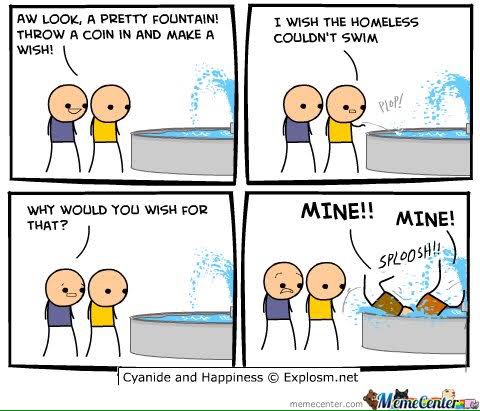 AW LOOK, A PRETTY FOUNTAIN!
THROW A COIN IN AND MAKE A
WISH!
I WISH THE HOMELESS
COULDN'T SWIM
PLOP!
WHY WOULD YOU WISH FOR
THAT?
MINE!!
MINE!
SPLOOSH!!
Cyanide and Happiness © Explosm.net
memecenter.com MemeCenter